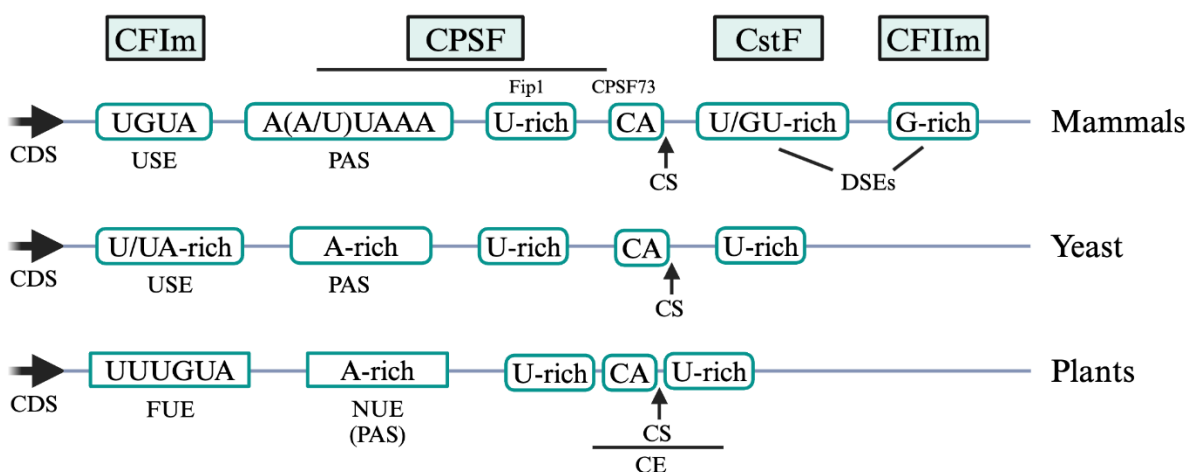 CFIm CPSF CstF CFIIm
Fip1 CPSF73
UGUA A(A/U)UAAA U-rich CA U/GU-rich G-rich Mammals
CDS USE PAS CS DSEs
U/UA-rich A-rich U-rich CA U-rich Yeast
CDS USE PAS CS
UUUGUA A-rich U-rich CA U-rich Plants
CDS FUE NUE CS
(PAS) CE